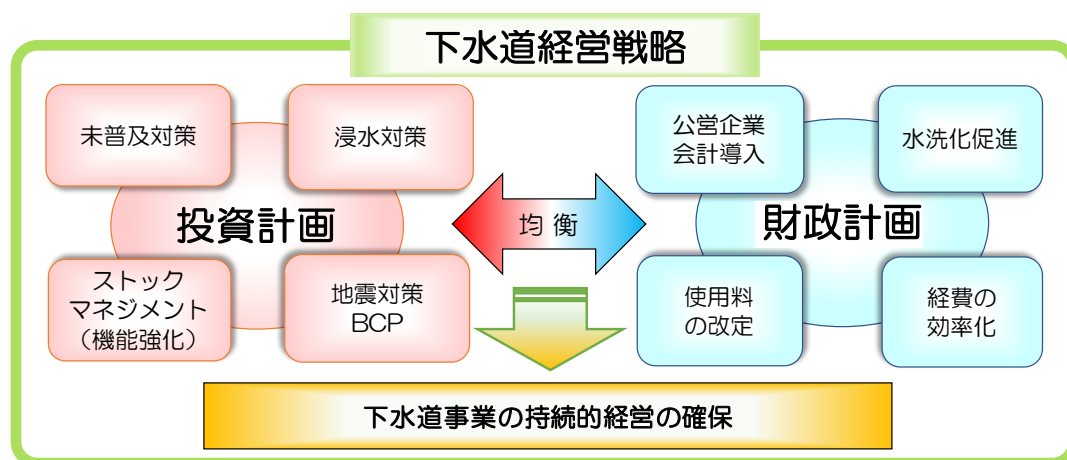 下水道経営戦略
未普及対策
浸水対策
投資計画
ストック
マネジメント
（機能強化）
地震対策
BCP
均 衡
公営企業
会計導入
水洗化促進
財政計画
使用料
の改定
経費の
効率化
下水道事業の持続的経営の確保